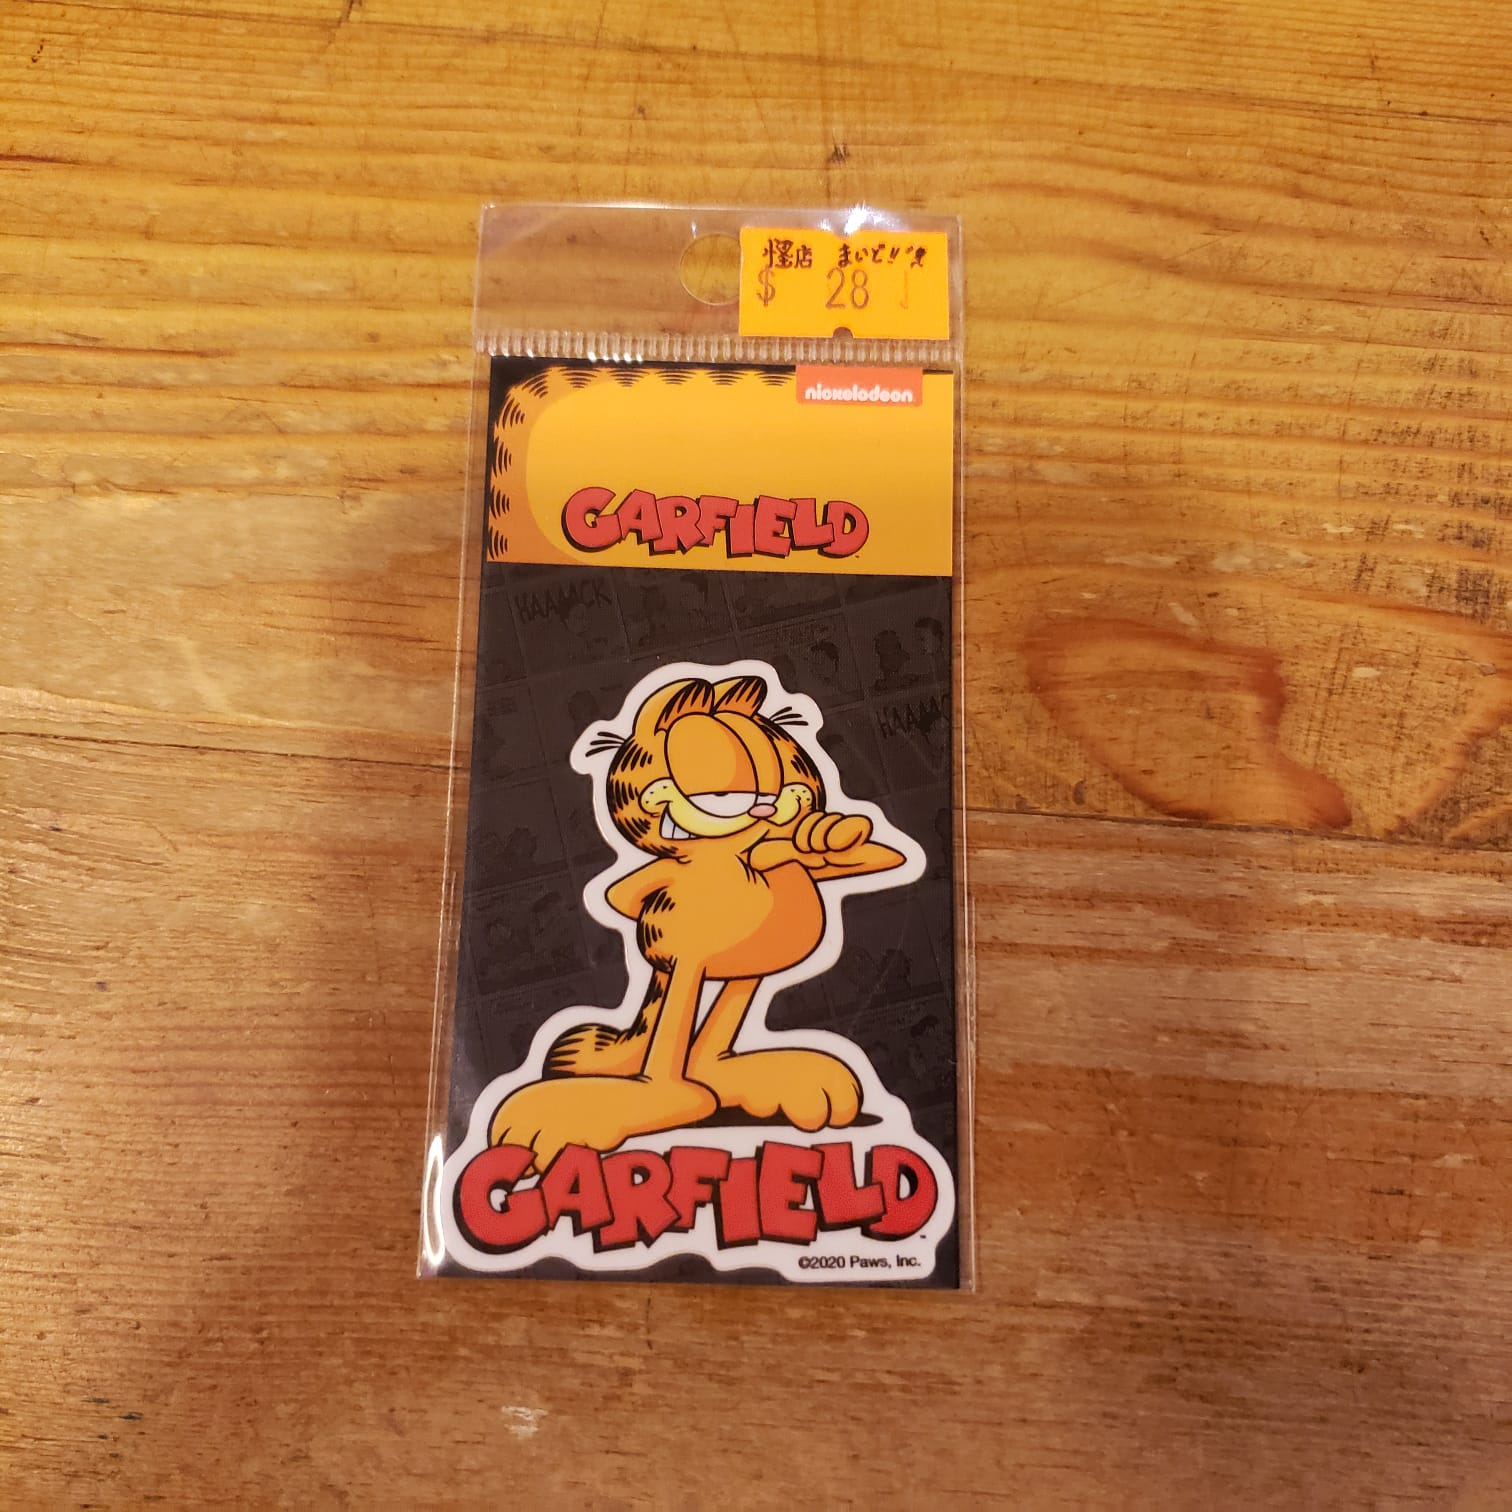 怪店 まいど!!
$ 28
nickelodeon
GARFIELD
HAAAACK
GARFIELD
©2020 Paws, Inc.